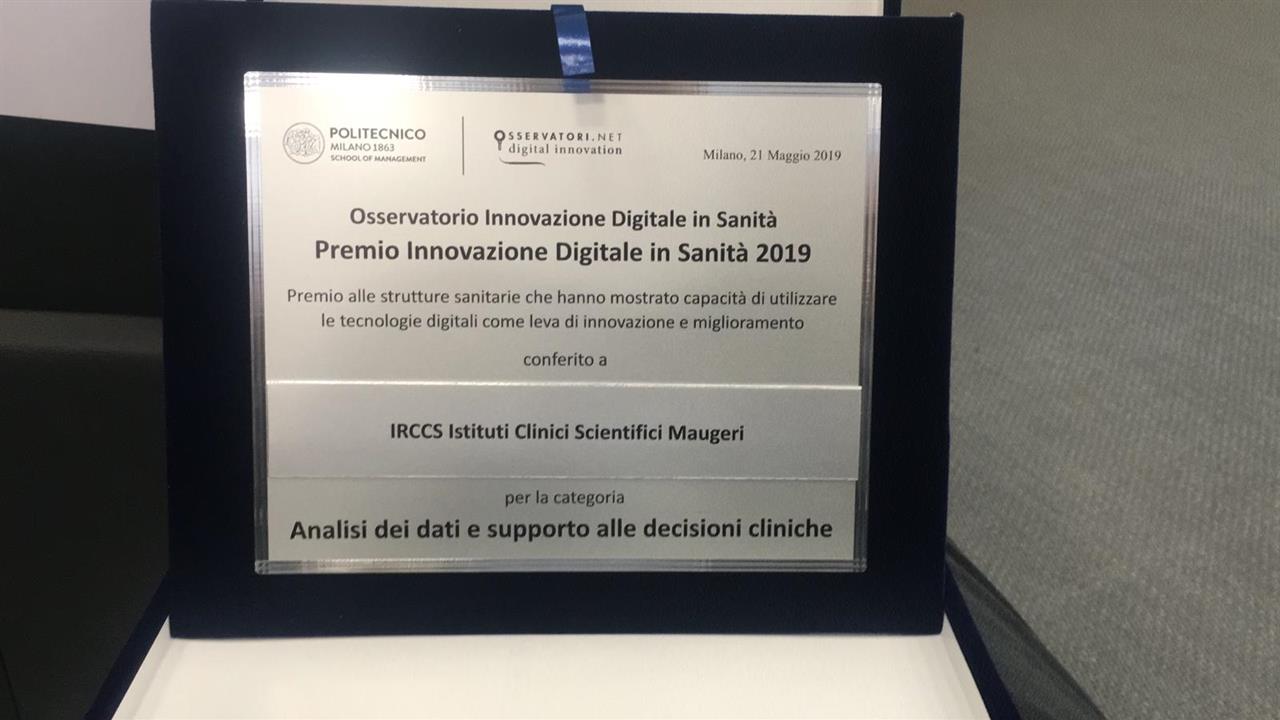 POLITECNICO
MILANO 1863
SCHOOL OF MANAGEMENT
OSSERVATORI.NET
digital innovation
Milano, 21 Maggio 2019
Osservatorio Innovazione Digitale in Sanità
Premio Innovazione Digitale in Sanità 2019
Premio alle strutture sanitarie che hanno mostrato capacità di utilizzare
le tecnologie digitali come leva di innovazione e miglioramento
conferito a
IRCCS Istituti Clinici Scientifici Maugeri
per la categoria
Analisi dei dati e supporto alle decisioni cliniche